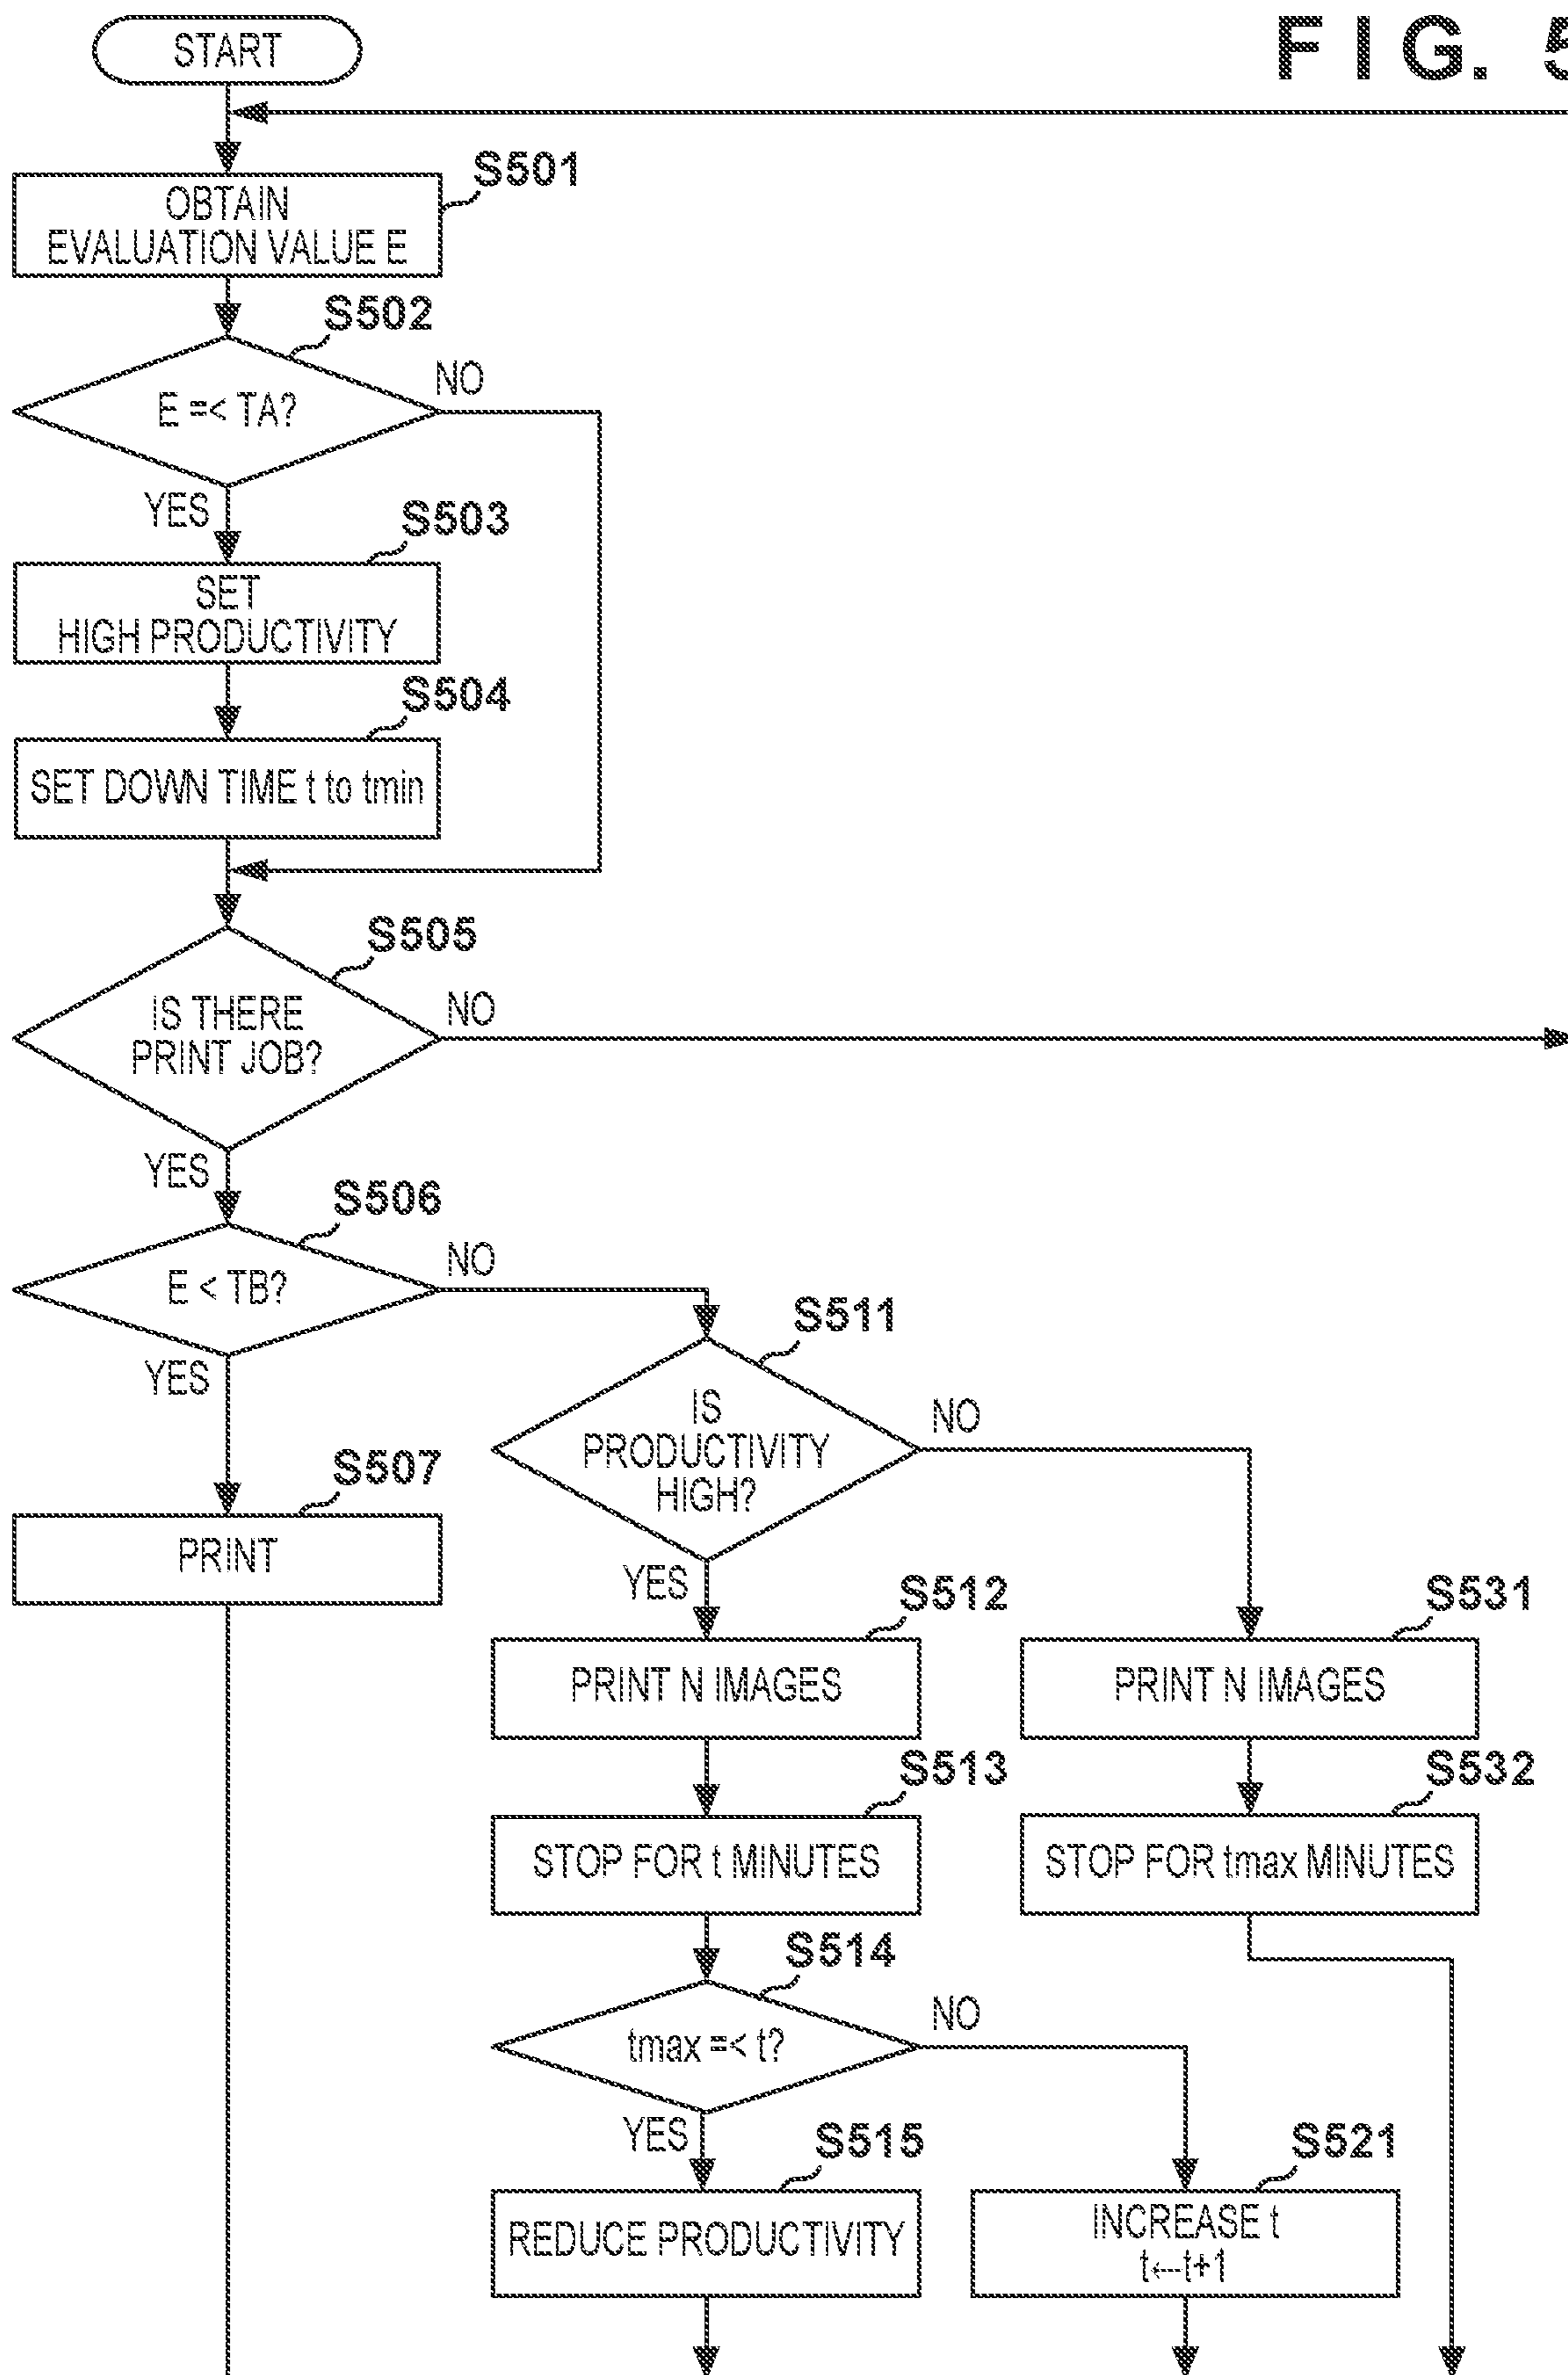 START
FIG. 5
S501
OBTAIN
EVALUATION VALUE E
S502
E =< TA?
NO
YES
S503
SET
HIGH PRODUCTIVITY
S504
SET DOWN TIME t to tmin
S505
IS THERE
PRINT JOB?
NO
YES
S506
E < TB?
NO
YES
S511
IS
PRODUCTIVITY
HIGH?
NO
YES
S507
PRINT
S512
PRINT N IMAGES
S531
PRINT N IMAGES
S513
STOP FOR t MINUTES
S532
STOP FOR tmax MINUTES
S514
tmax =< t?
NO
YES
S515
REDUCE PRODUCTIVITY
S521
INCREASE t
t←t+1